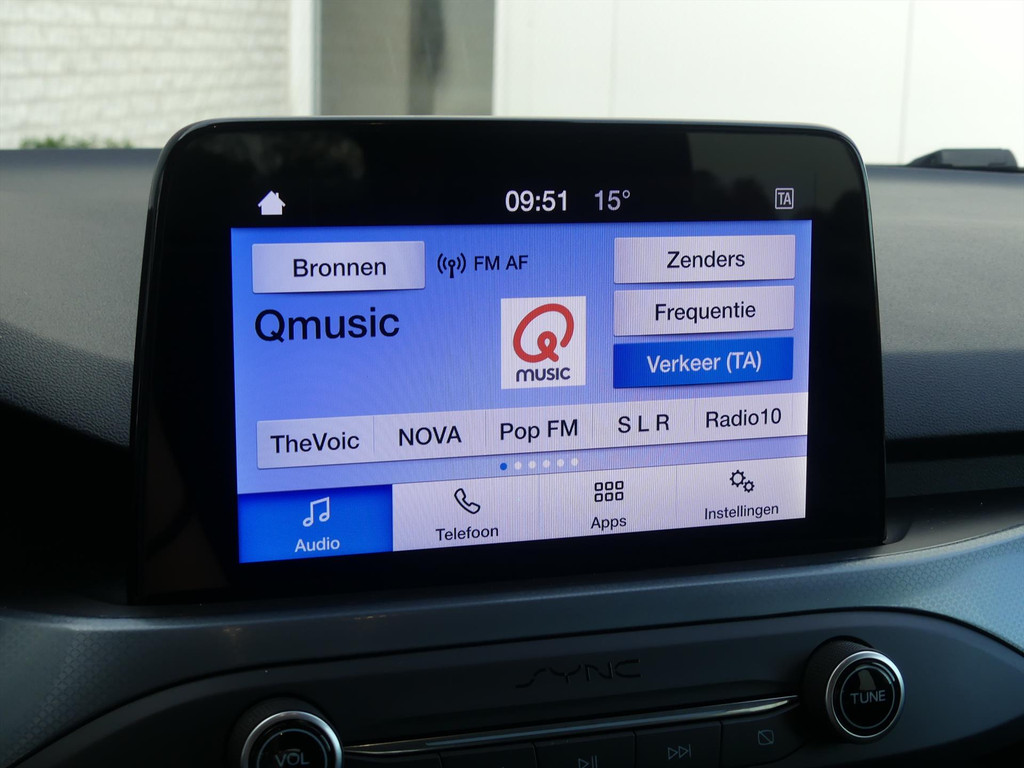 09:51 15° TA
Bronnen FM AF Zenders
Qmusic Frequentie
MUSIC Verkeer (TA)
TheVoic NOVA Pop FM S L R Radio10
Audio Telefoon Apps Instellingen
SYNC
VOL TUNE